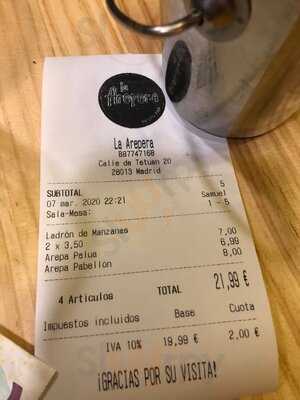 la
Arepera
La Arepera
B87747168
Calle de Tetuan 20
28013 Madrid
SUBTOTAL 5
07 mar. 2020 22:21 Samuel
Sala-Mesa: 1 - 5
Ladrón de Manzanas
2 x 3,50 7,00
Arepa Pelua 6,99
Arepa Pabellón 8,00
4 Articulos TOTAL 21,99 €
Impuestos incluidos Base Cuota
IVA 10% 19,99 € 2,00 €
¡GRACIAS POR SU VISITA!